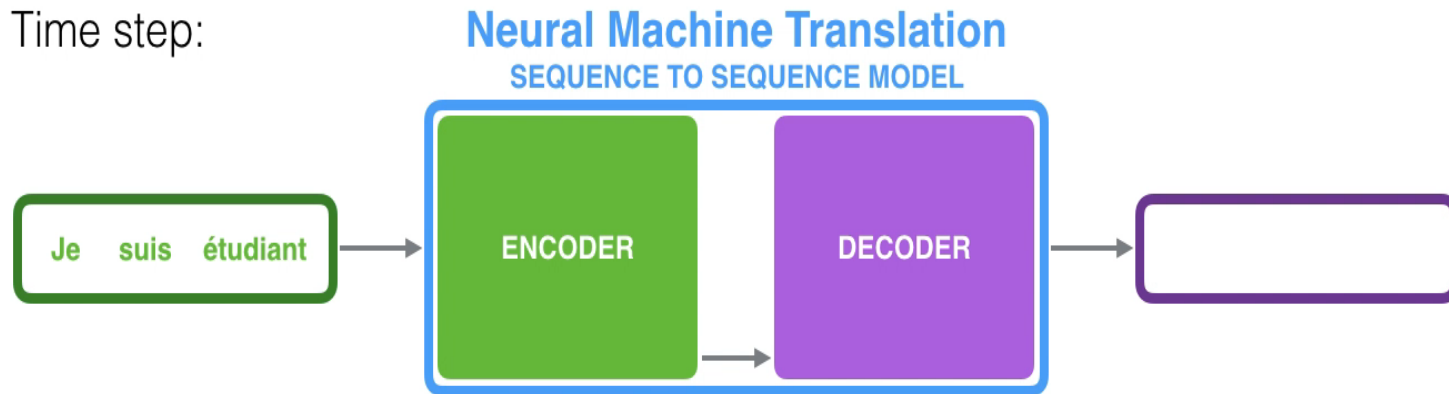 Time step:
Neural Machine Translation
SEQUENCE TO SEQUENCE MODEL
Je suis étudiant
ENCODER
DECODER